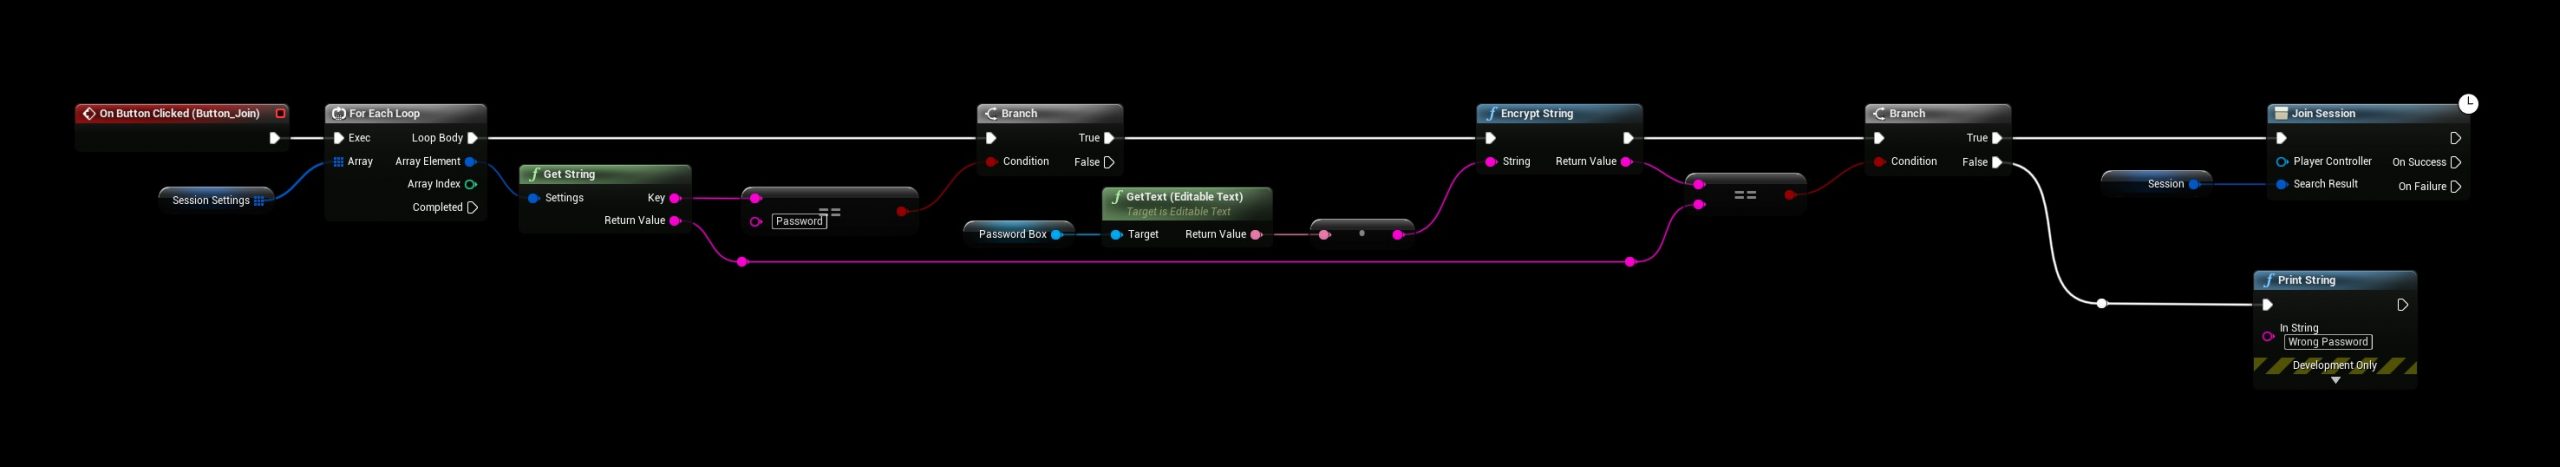 On Button Clicked (Button_Join)
For Each Loop
Exec
Loop Body
Array
Array Element
Array Index
Completed
Session Settings
Get String
Settings
Key
Return Value
==
Password
Branch
True
Condition
False
Password Box
GetText (Editable Text)
Target is Editable Text
Target
Return Value
Encrypt String
String
Return Value
==
Branch
True
Condition
False
Session
Join Session
Player Controller
On Success
Search Result
On Failure
Print String
In String
Wrong Password
Development Only